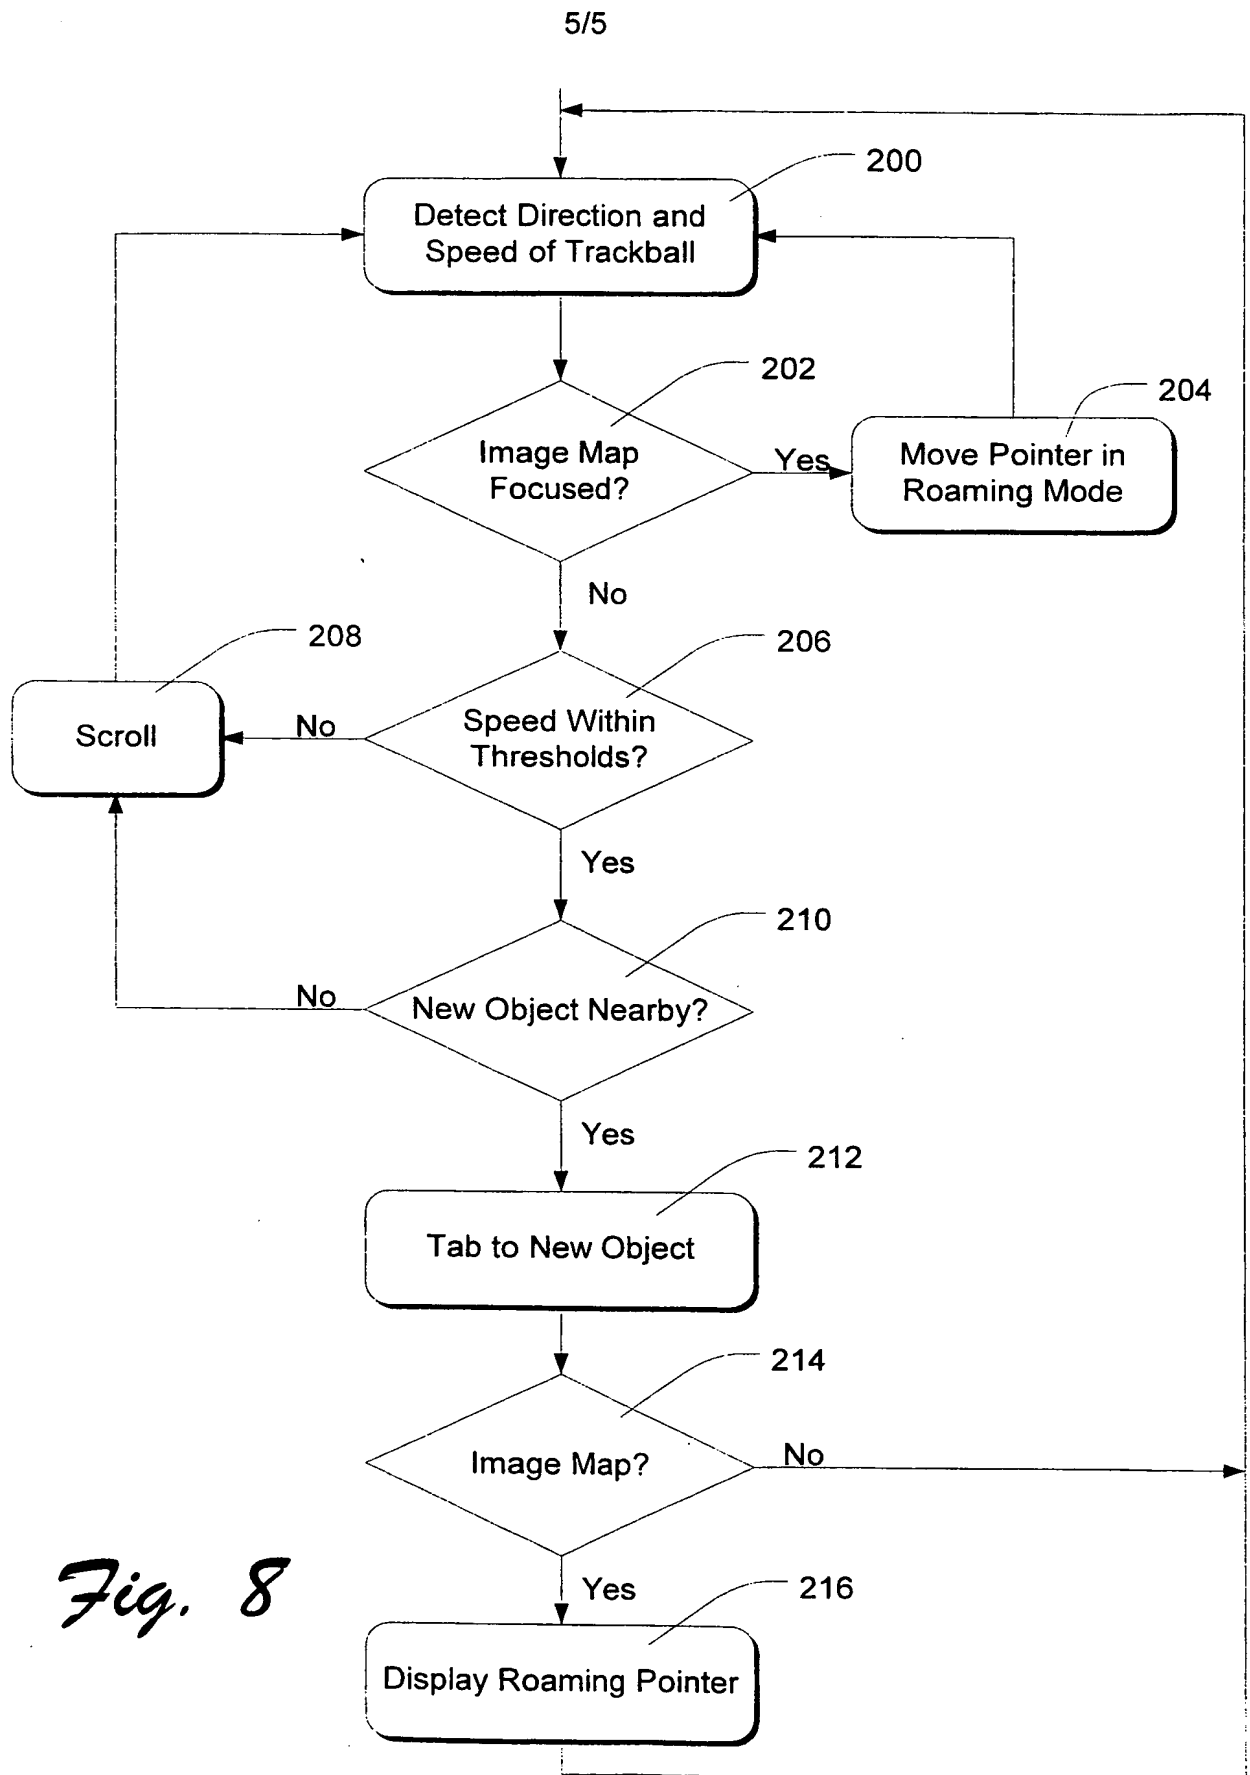 5/5
200
Detect Direction and
Speed of Trackball
202
204
Image Map
Focused?
Yes
Move Pointer in
Roaming Mode
No
208
206
Scroll
No
Speed Within
Thresholds?
Yes
210
No
New Object Nearby?
Yes
212
Tab to New Object
214
Image Map?
No
Fig. 8
Yes
216
Display Roaming Pointer